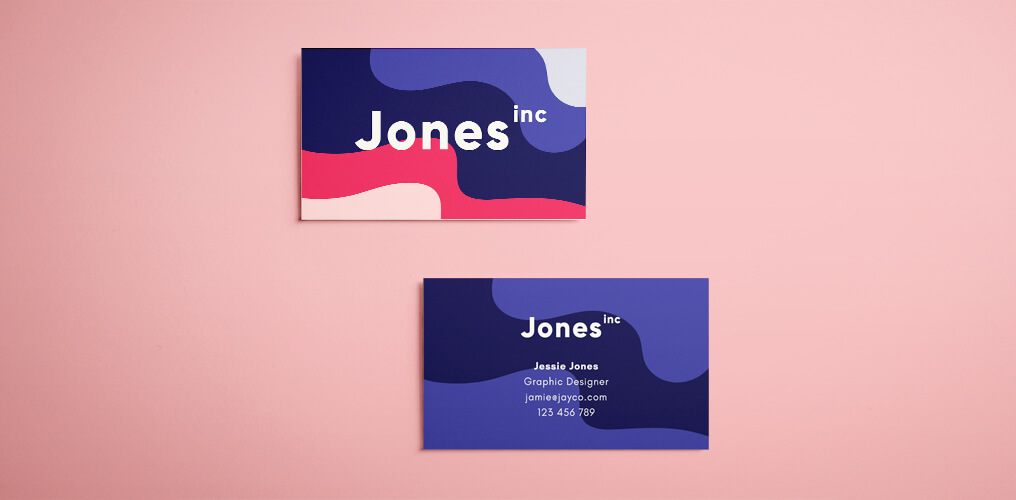 Jones inc
Jones inc
Jessie Jones
Graphic Designer
jamie@jayco.com
123 456 789